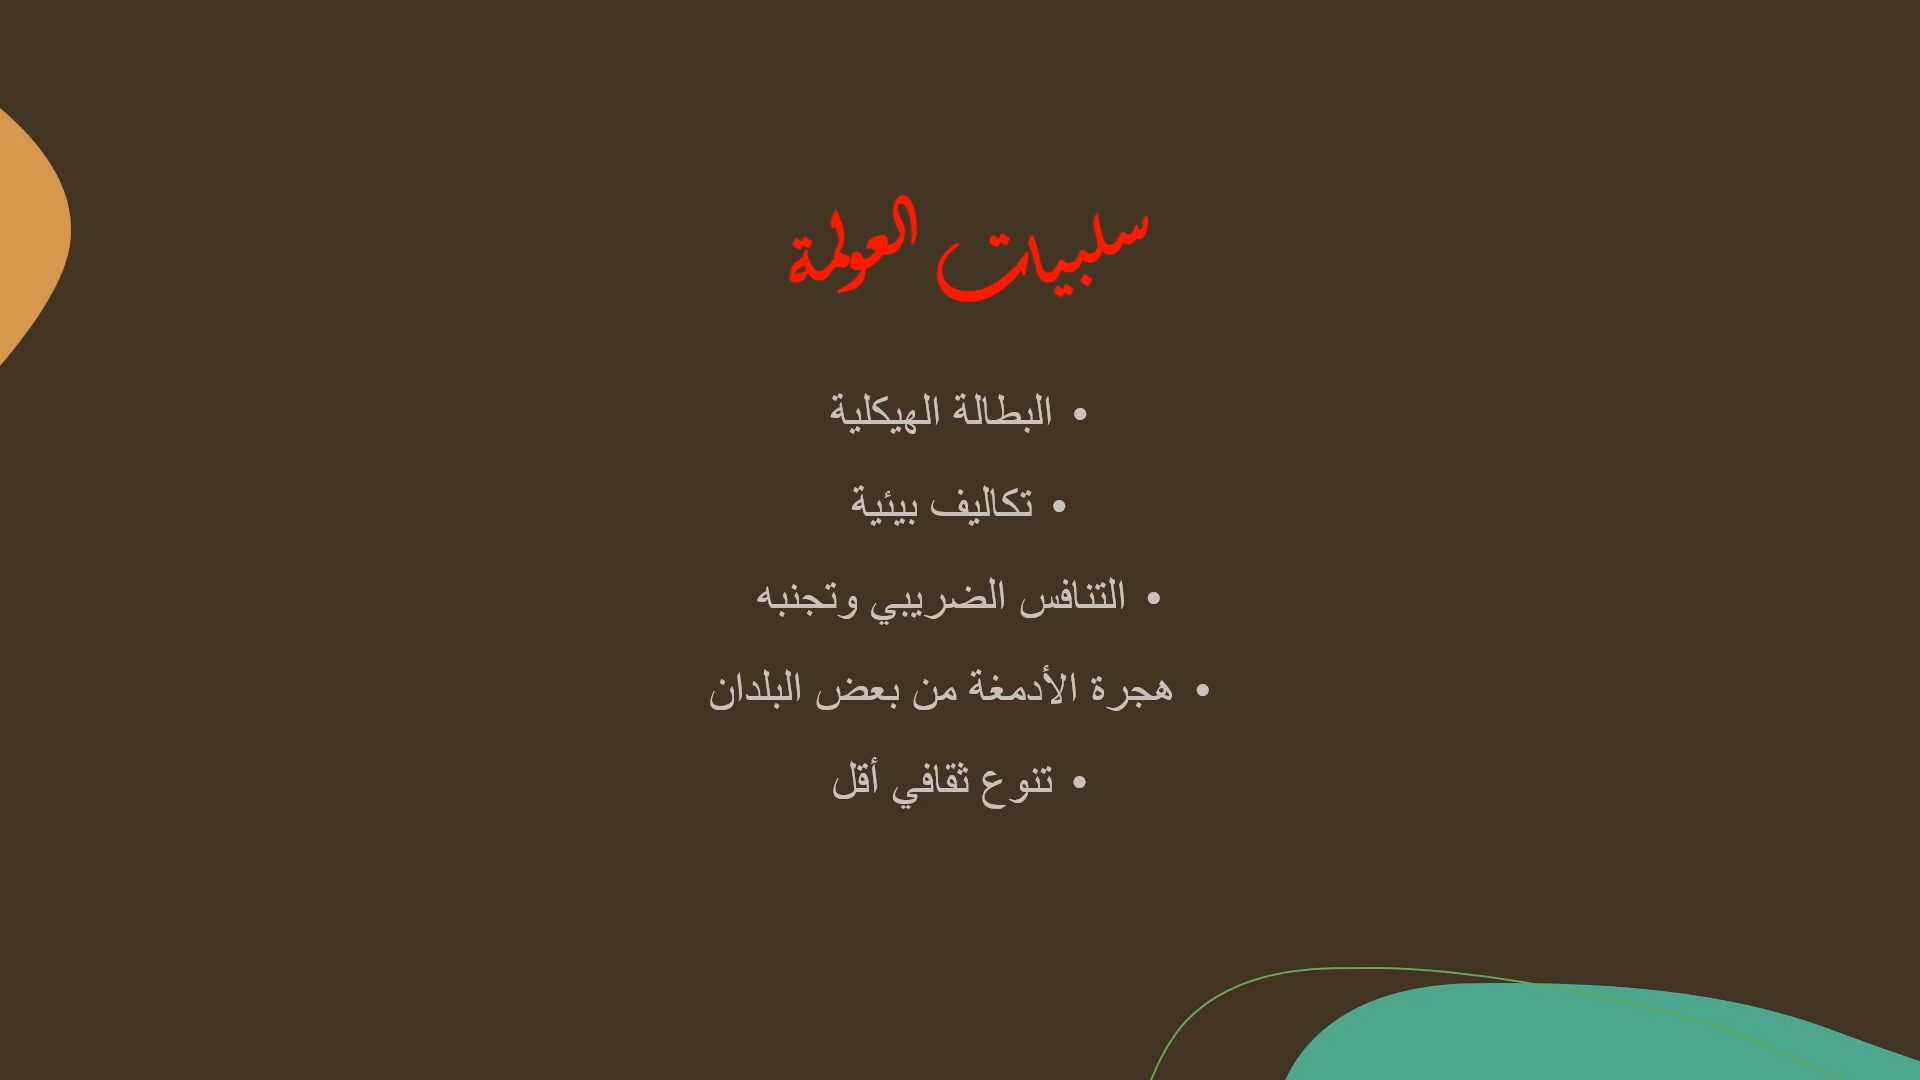 سلبيات العولمة
• البطالة الهيكلية
• تكاليف بيئية
• التنافس الضريبي وتجنبه
• هجرة الأدمغة من بعض البلدان
• تنوع ثقافي أقل